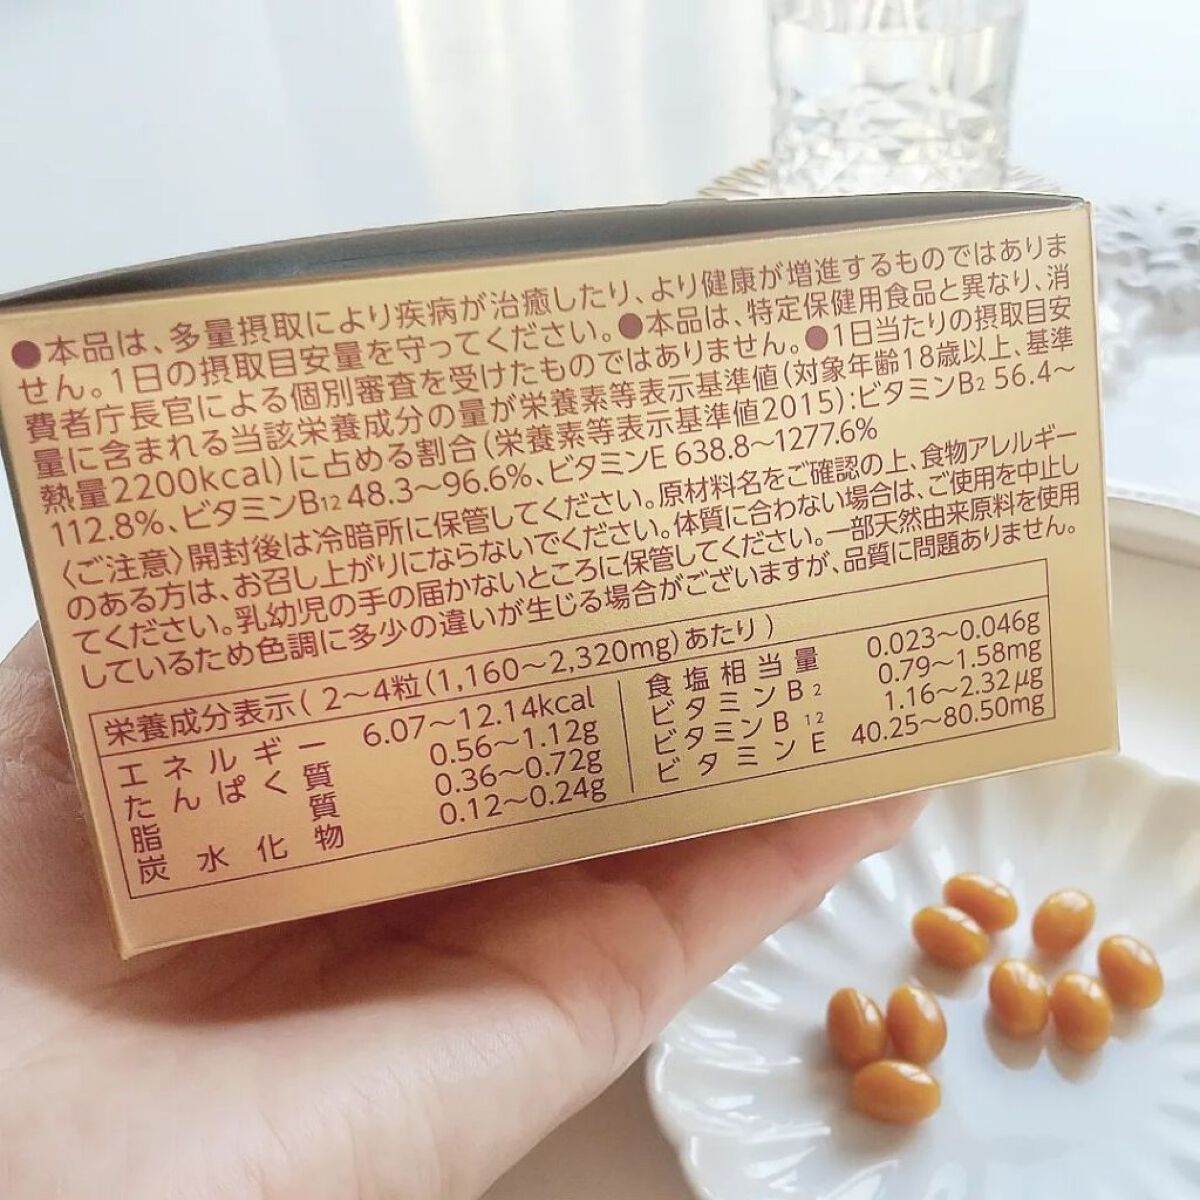 ●本品は、多量摂取により疾病が治癒したり、より健康が増進するものではありま
せん。1日の摂取目安量を守ってください。●本品は、特定保健用食品と異なり、消
費者庁長官による個別審査を受けたものではありません。●1日当たりの摂取目安
量に含まれる当該栄養成分の量が栄養素等表示基準値(対象年齢18歳以上、基準
熱量2200kcal)に占める割合(栄養素等表示基準値2015):ビタミンB₂ 56.4～
112.8%、ビタミンB₁₂ 48.3～96.6%、ビタミンE 638.8～1277.6%
〈ご注意〉開封後は冷暗所に保管してください。原材料名をご確認の上、食物アレルギー
のある方は、お召し上がりにならないでください。体質に合わない場合は、ご使用を中止し
てください。乳幼児の手の届かないところに保管してください。一部天然由来原料を使用
しているため色調に多少の違いが生じる場合がございますが、品質に問題ありません。
栄養成分表示(2～4粒(1,160～2,320mg)あたり)
エネルギー 6.07～12.14kcal
たんぱく質 0.56～1.12g
脂質 0.36～0.72g
炭水化物 0.12～0.24g
食塩相当量 0.023～0.046g
ビタミンB₂ 0.79～1.58mg
ビタミンB₁₂ 1.16～2.32μg
ビタミンE 40.25～80.50mg